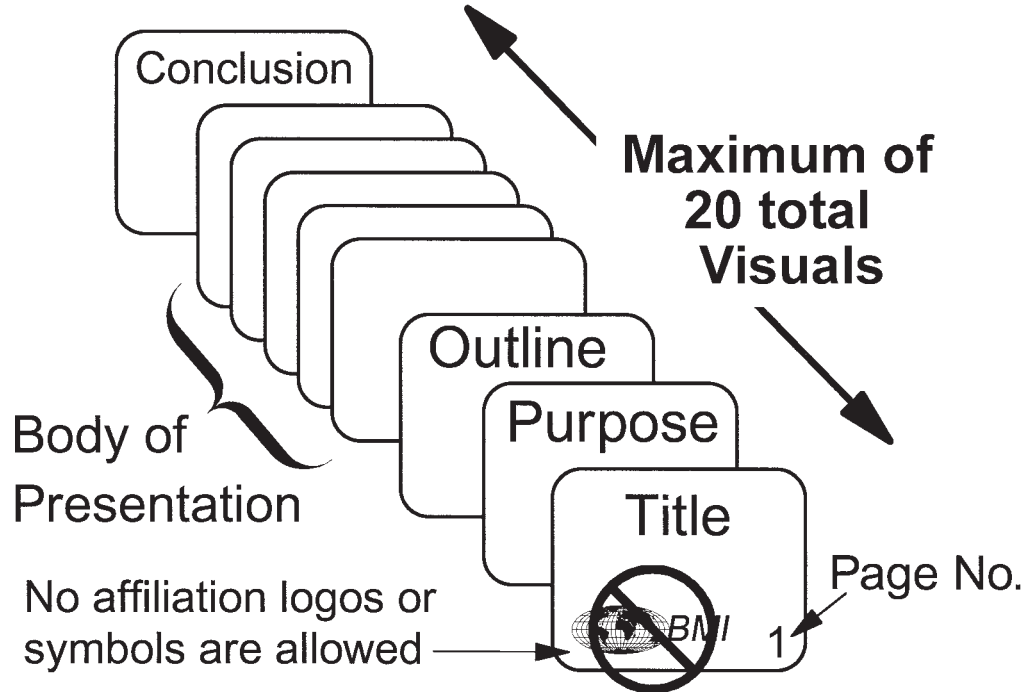 Conclusion
Maximum of
20 total
Visuals
Outline
Purpose
Body of
Presentation
Title
Page No.
No affiliation logos or
symbols are allowed
BMI
1